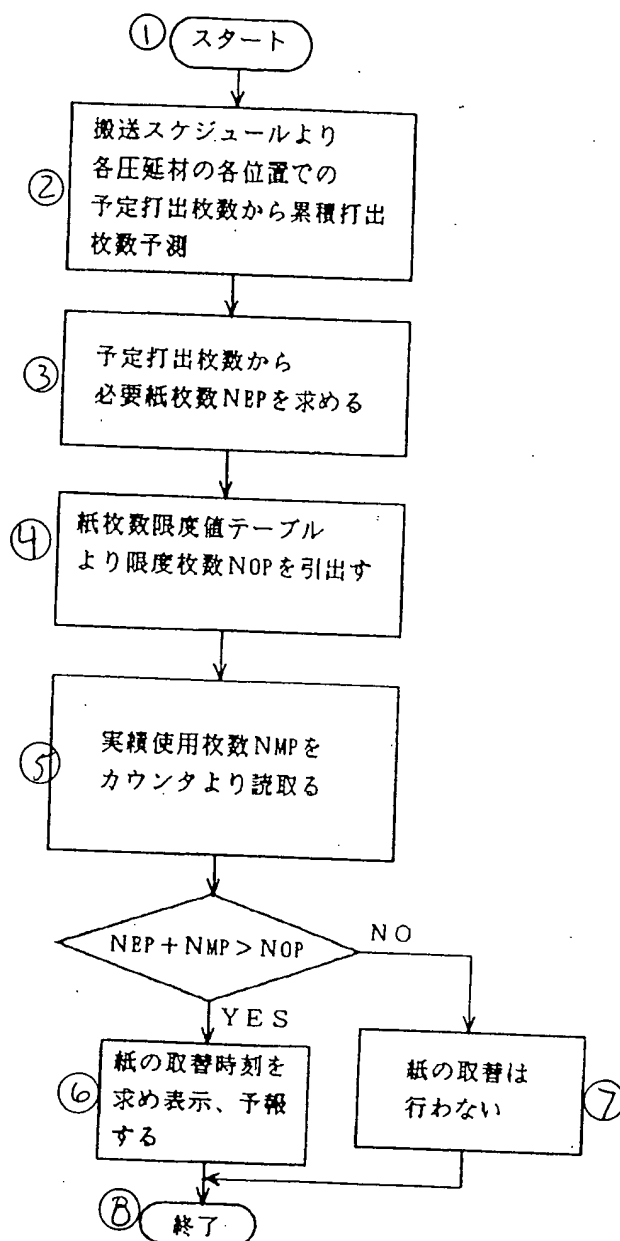 ① スタート
搬送スケジュールより
各圧延材の各位置での
② 予定打出枚数から累積打出
枚数予測
③ 予定打出枚数から
必要紙枚数NEPを求める
④ 紙枚数限度値テーブル
より限度枚数NOPを引出す
⑤ 実績使用枚数NMPを
カウンタより読取る
NEP+NMP>NOP
NO
YES
紙の取替時刻を
⑥ 求め表示、予報
する
紙の取替は
行わない ⑦
⑧ 終了